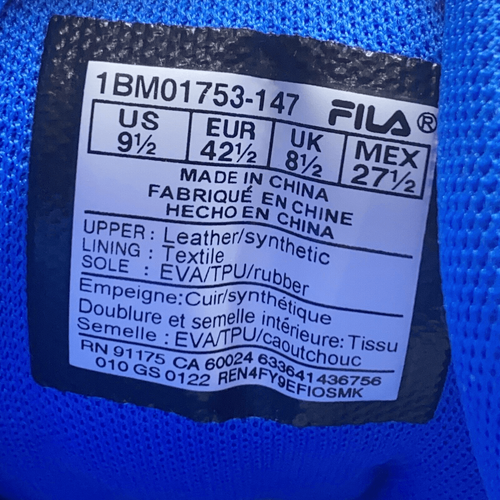 1BM01753-147 FILA®
US EUR UK MEX
9½ 42½ 8½ 27½
MADE IN CHINA
FABRIQUÉ EN CHINE
HECHO EN CHINA
UPPER : Leather/synthetic
LINING : Textile
SOLE : EVA/TPU/rubber
Empeigne: Cuir/synthétique
Doublure et semelle intérieure: Tissu
Semelle : EVA/TPU/caoutchouc
RN 91175 CA 60024 633641436756
010 GS 0122 REN4FY9EFIOSMK